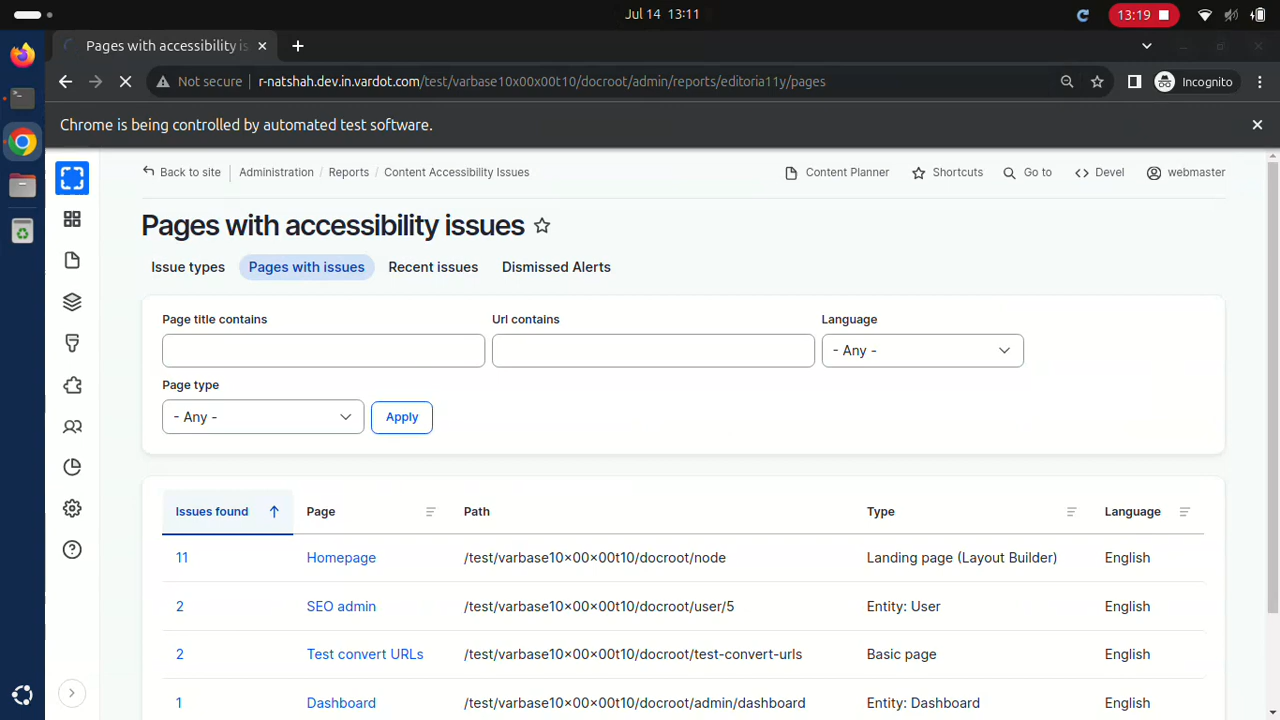 Jul 14 13:11
13:19
Pages with accessibility is
Not secure r-natshah.dev.in.vardot.com/test/varbase10x00x00t10/docroot/admin/reports/editoria11y/pages
Incognito
Chrome is being controlled by automated test software.
Back to site Administration / Reports / Content Accessibility Issues Content Planner Shortcuts Go to Devel webmaster
Pages with accessibility issues
Issue types Pages with issues Recent issues Dismissed Alerts
Page title contains Url contains Language
- Any -
Page type
- Any - Apply
Issues found Page Path Type Language
11 Homepage /test/varbase10x00x00t10/docroot/node Landing page (Layout Builder) English
2 SEO admin /test/varbase10x00x00t10/docroot/user/5 Entity: User English
2 Test convert URLs /test/varbase10x00x00t10/docroot/test-convert-urls Basic page English
1 Dashboard /test/varbase10x00x00t10/docroot/admin/dashboard Entity: Dashboard English